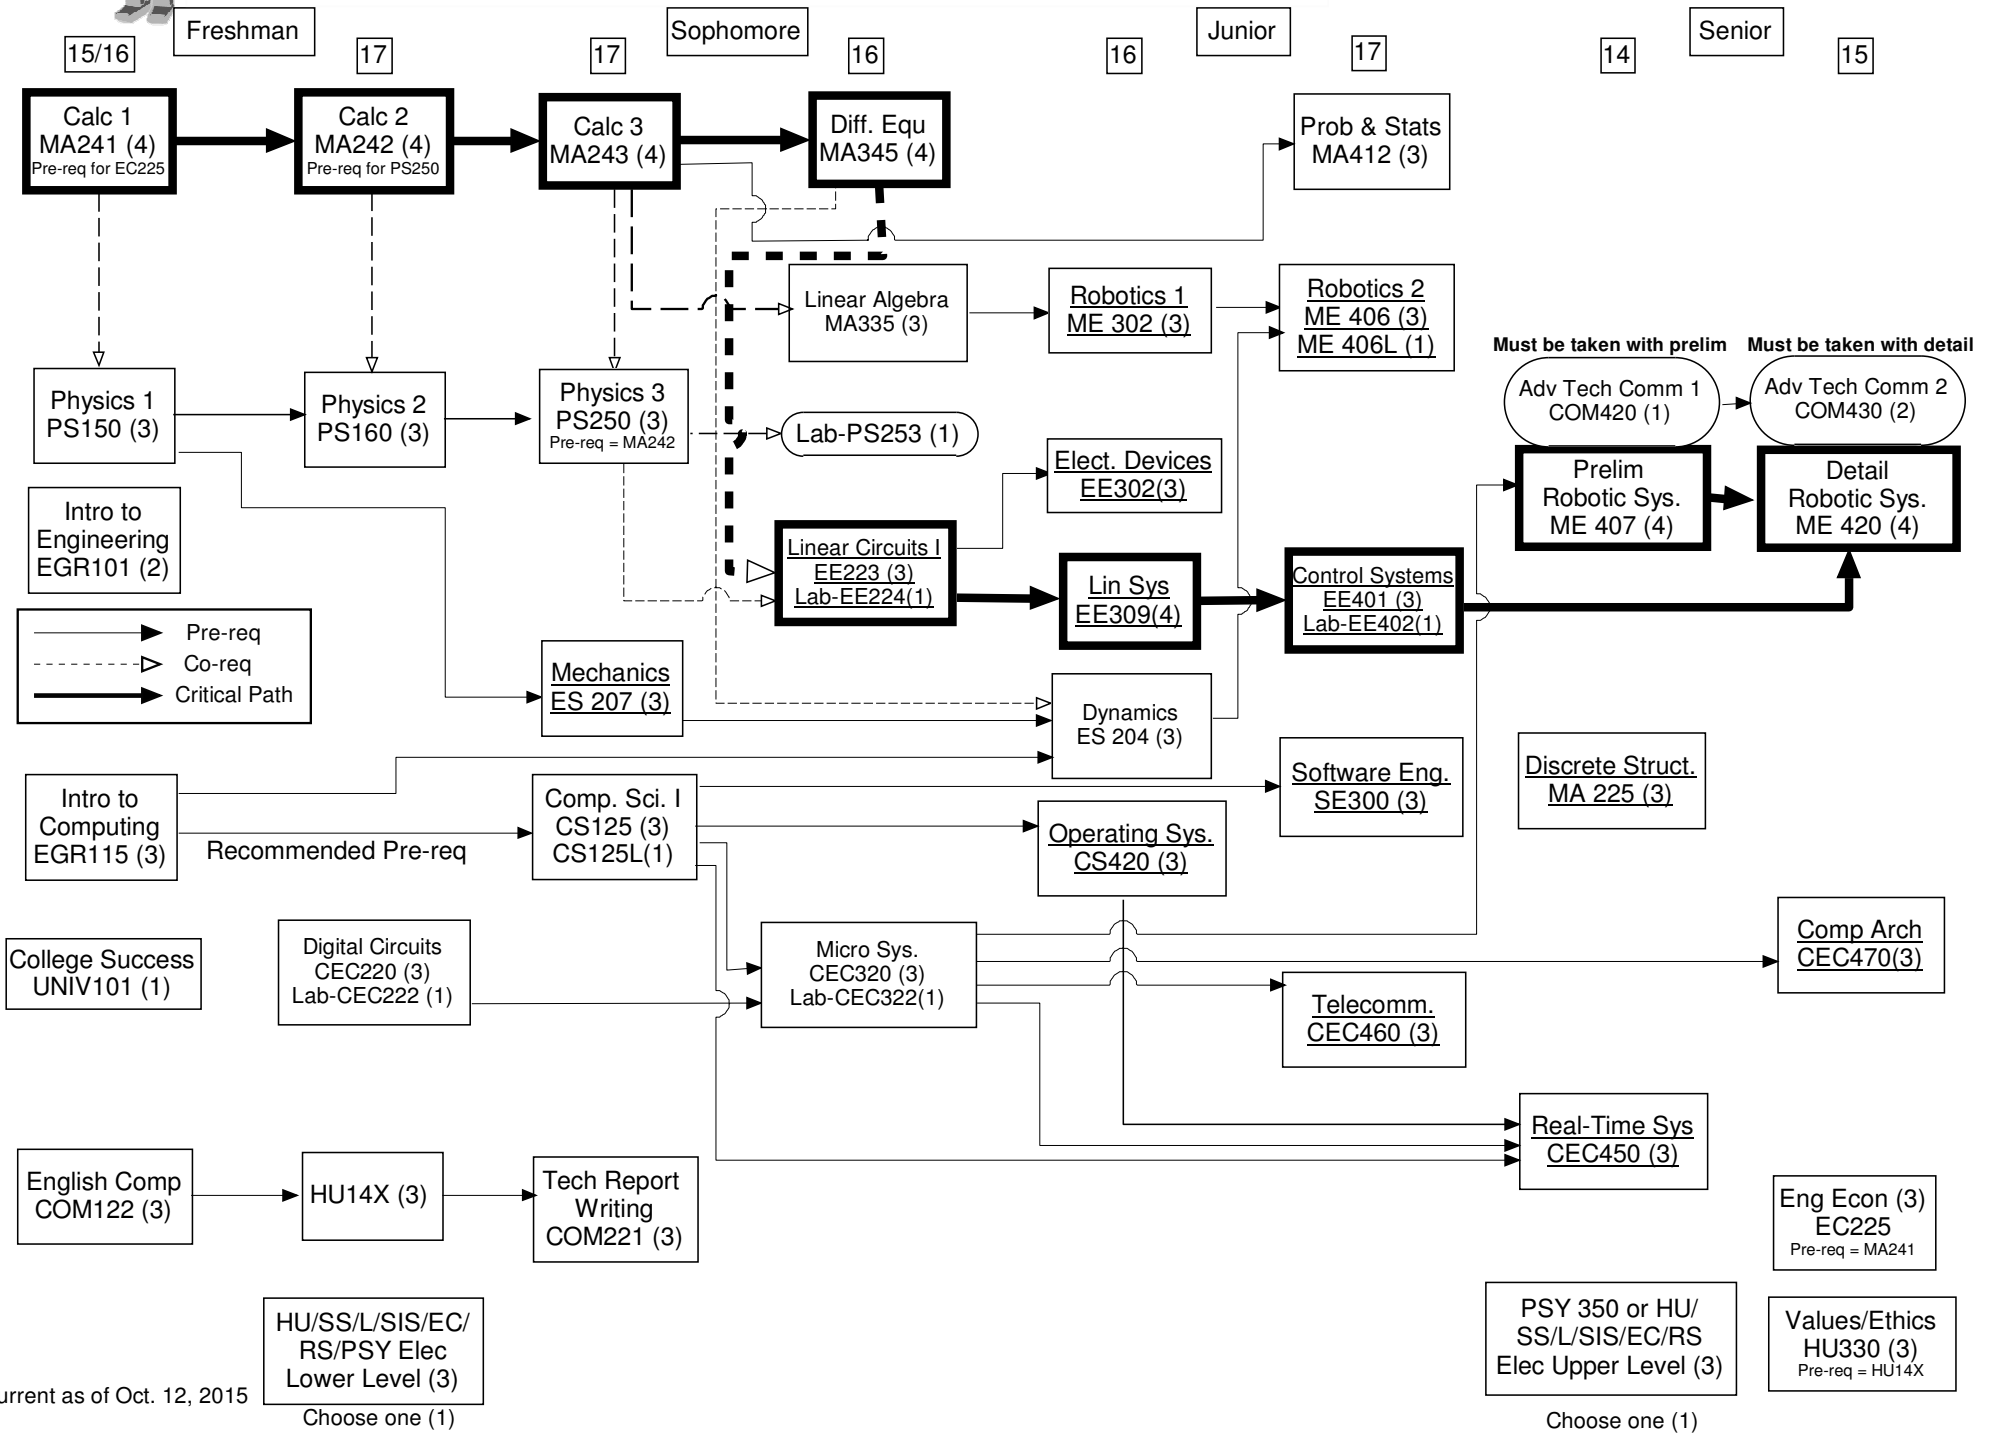 Freshman
Sophomore
Junior
Senior
15/16
17
17
16
16
17
14
15
Calc 1
MA241 (4)
Pre-req for EC225
Calc 2
MA242 (4)
Pre-req for PS250
Calc 3
MA243 (4)
Diff. Equ
MA345 (4)
Prob & Stats
MA412 (3)
Linear Algebra
MA335 (3)
Robotics 1
ME 302 (3)
Robotics 2
ME 406 (3)
ME 406L (1)
Must be taken with prelim
Must be taken with detail
Adv Tech Comm 1
COM420 (1)
Adv Tech Comm 2
COM430 (2)
Physics 1
PS150 (3)
Physics 2
PS160 (3)
Physics 3
PS250 (3)
Pre-req = MA242
Lab-PS253 (1)
Elect. Devices
EE302(3)
Prelim
Robotic Sys.
ME 407 (4)
Detail
Robotic Sys.
ME 420 (4)
Intro to
Engineering
EGR101 (2)
Linear Circuits I
EE223 (3)
Lab-EE224(1)
Lin Sys
EE309(4)
Control Systems
EE401 (3)
Lab-EE402(1)
Pre-req
Co-req
Critical Path
Mechanics
ES 207 (3)
Dynamics
ES 204 (3)
Intro to
Computing
EGR115 (3)
Recommended Pre-req
Comp. Sci. I
CS125 (3)
CS125L(1)
Software Eng.
SE300 (3)
Discrete Struct.
MA 225 (3)
Operating Sys.
CS420 (3)
College Success
UNIV101 (1)
Digital Circuits
CEC220 (3)
Lab-CEC222 (1)
Micro Sys.
CEC320 (3)
Lab-CEC322(1)
Comp Arch
CEC470(3)
Telecomm.
CEC460 (3)
Real-Time Sys
CEC450 (3)
English Comp
COM122 (3)
HU14X (3)
Tech Report
Writing
COM221 (3)
Eng Econ (3)
EC225
Pre-req = MA241
HU/SS/L/SIS/EC/
RS/PSY Elec
Lower Level (3)
Choose one (1)
PSY 350 or HU/
SS/L/SIS/EC/RS
Elec Upper Level (3)
Choose one (1)
Values/Ethics
HU330 (3)
Pre-req = HU14X
urrent as of Oct. 12, 2015